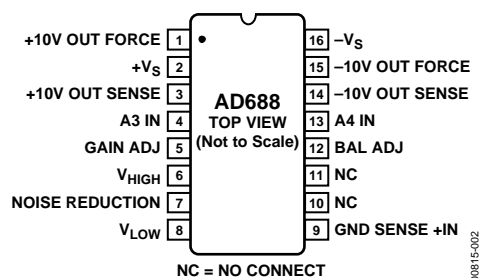 +10V OUT FORCE 1
+VS 2
+10V OUT SENSE 3
A3 IN 4
GAIN ADJ 5
VHIGH 6
NOISE REDUCTION 7
VLOW 8
AD688
TOP VIEW
(Not to Scale)
16 –VS
15 –10V OUT FORCE
14 –10V OUT SENSE
13 A4 IN
12 BAL ADJ
11 NC
10 NC
9 GND SENSE +IN
NC = NO CONNECT
00815-002